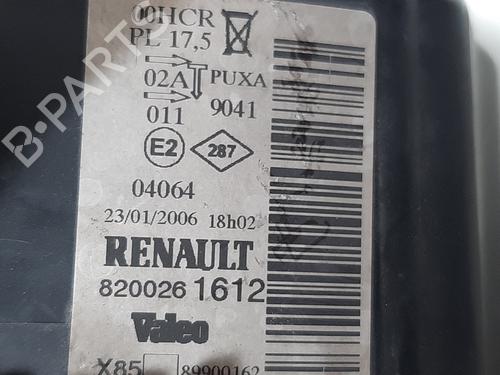 00HCR
PL 17,5
02A PUXA
011 9041
E2 287
04064
23/01/2006 18h02
RENAULT
820026 1612
Valeo
X85 89900162
B-PARTS